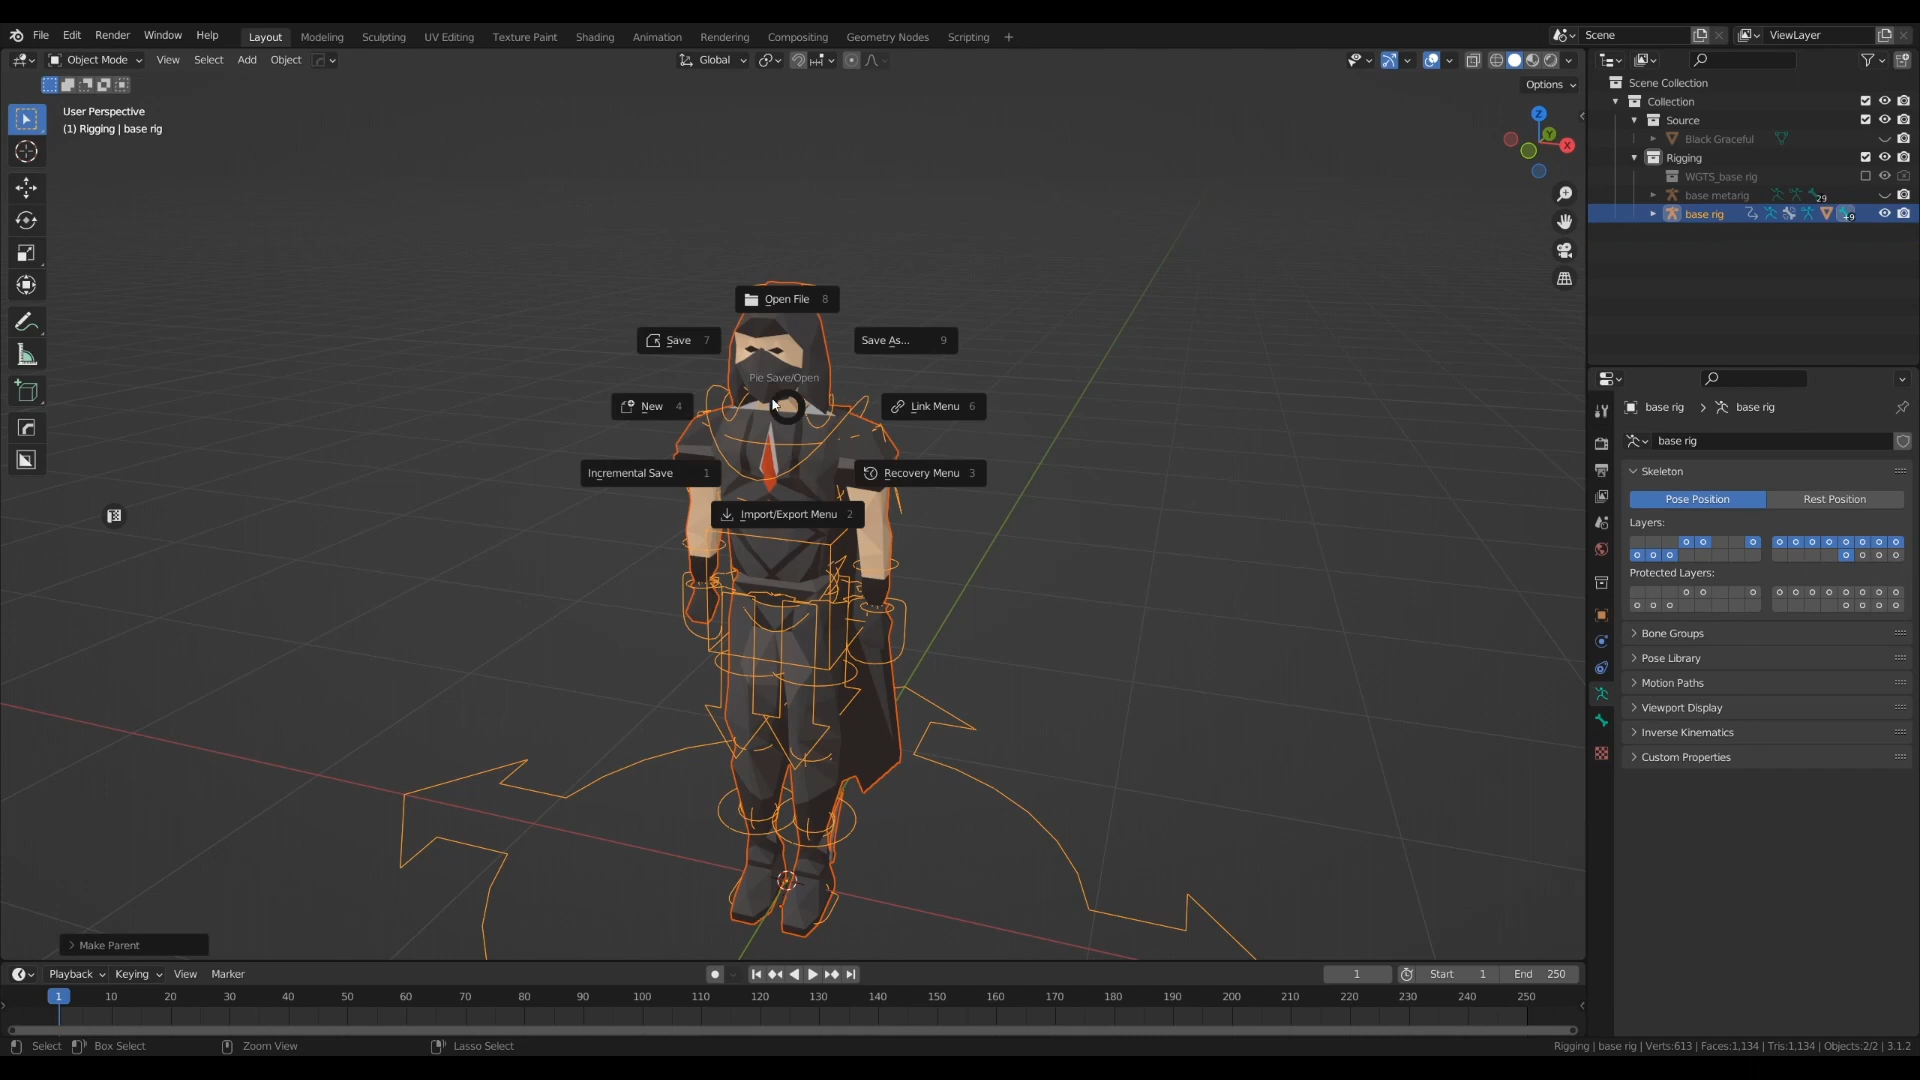 File Edit Render Window Help Layout Modeling Sculpting UV Editing Texture Paint Shading Animation Rendering Compositing Geometry Nodes Scripting + Scene ViewLayer
Object Mode View Select Add Object Global
Options
User Perspective
(1) Rigging | base rig
Z
Y
X
Scene Collection
Collection
Source
Black Graceful
Rigging
WGTS_base rig
base metarig 29
base rig +9
Open File 8
Save 7
Save As... 9
Pie Save/Open
New 4
Link Menu 6
Incremental Save 1
Recovery Menu 3
Import/Export Menu 2
base rig > base rig
base rig
Skeleton
Pose Position Rest Position
Layers:
Protected Layers:
Bone Groups
Pose Library
Motion Paths
Viewport Display
Inverse Kinematics
Custom Properties
> Make Parent
Playback Keying View Marker 1 Start 1 End 250
1 10 20 30 40 50 60 70 80 90 100 110 120 130 140 150 160 170 180 190 200 210 220 230 240 250
Select Box Select Zoom View Lasso Select Rigging | base rig | Verts:613 | Faces:1,134 | Tris:1,134 | Objects:2/2 | 3.1.2